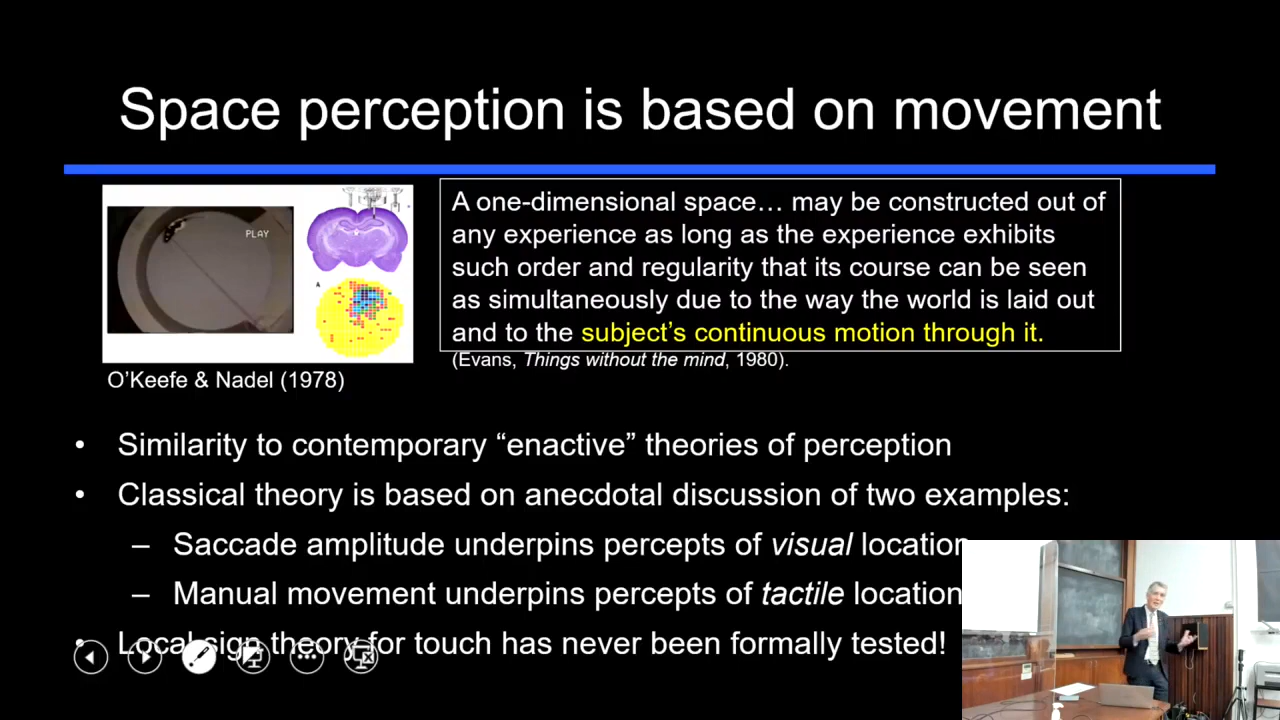 Space perception is based on movement
PLAY
A
O’Keefe & Nadel (1978)
A one-dimensional space… may be constructed out of
any experience as long as the experience exhibits
such order and regularity that its course can be seen
as simultaneously due to the way the world is laid out
and to the subject’s continuous motion through it.
(Evans, Things without the mind, 1980).
• Similarity to contemporary “enactive” theories of perception
• Classical theory is based on anecdotal discussion of two examples:
– Saccade amplitude underpins percepts of visual location
– Manual movement underpins percepts of tactile location
• Local sign theory for touch has never been formally tested!